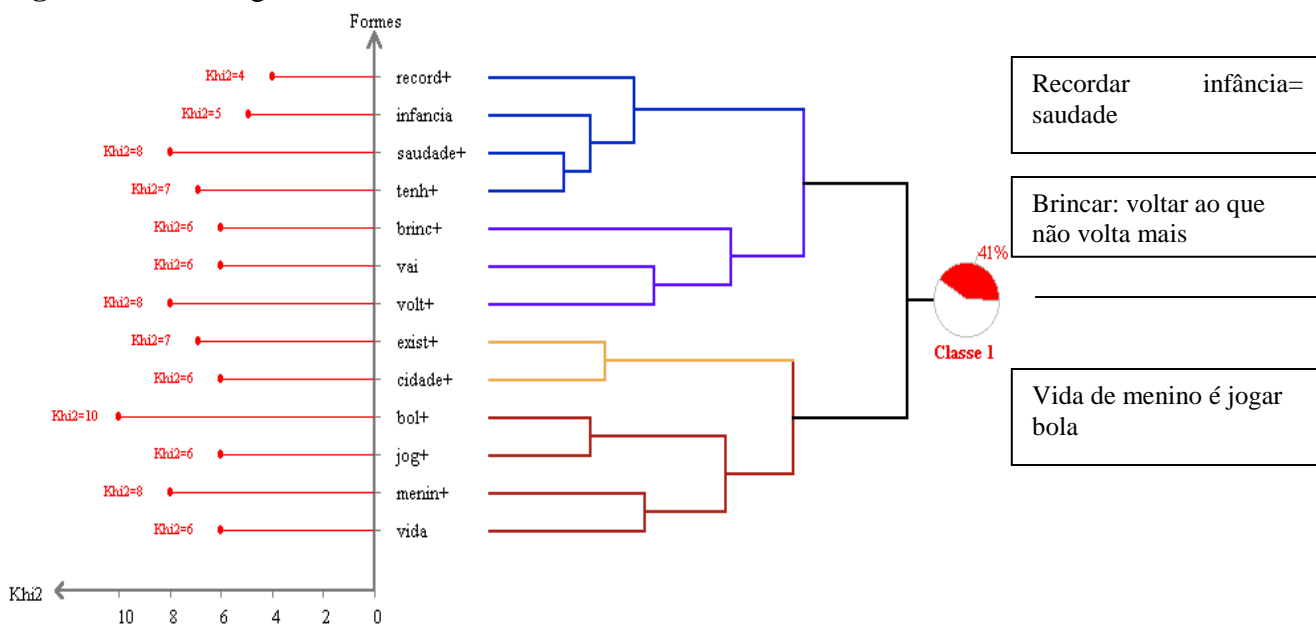 Formes
Khi2=4 record+
Khi2=5 infancia
Khi2=8 saudade+
Khi2=7 tenh+
Khi2=6 brinc+
Khi2=6 vai
Khi2=8 volt+
Khi2=7 exist+
Khi2=6 cidade+
Khi2=10 bol+
Khi2=6 jog+
Khi2=8 menin+
Khi2=6 vida
Khi2
10 8 6 4 2 0
41%
Classe 1
Recordar infância=
saudade
Brincar: voltar ao que
não volta mais
Vida de menino é jogar
bola